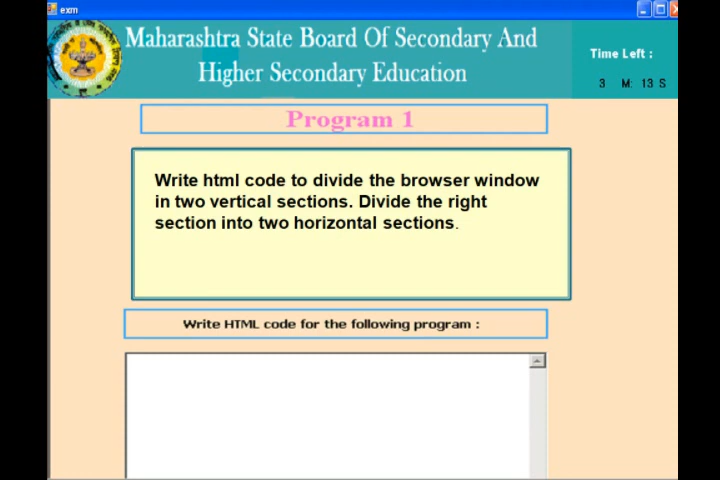 exm
Maharashtra State Board Of Secondary And
Higher Secondary Education
Time Left :
3 M: 13 S
Program 1
Write html code to divide the browser window
in two vertical sections. Divide the right
section into two horizontal sections.
Write HTML code for the following program :